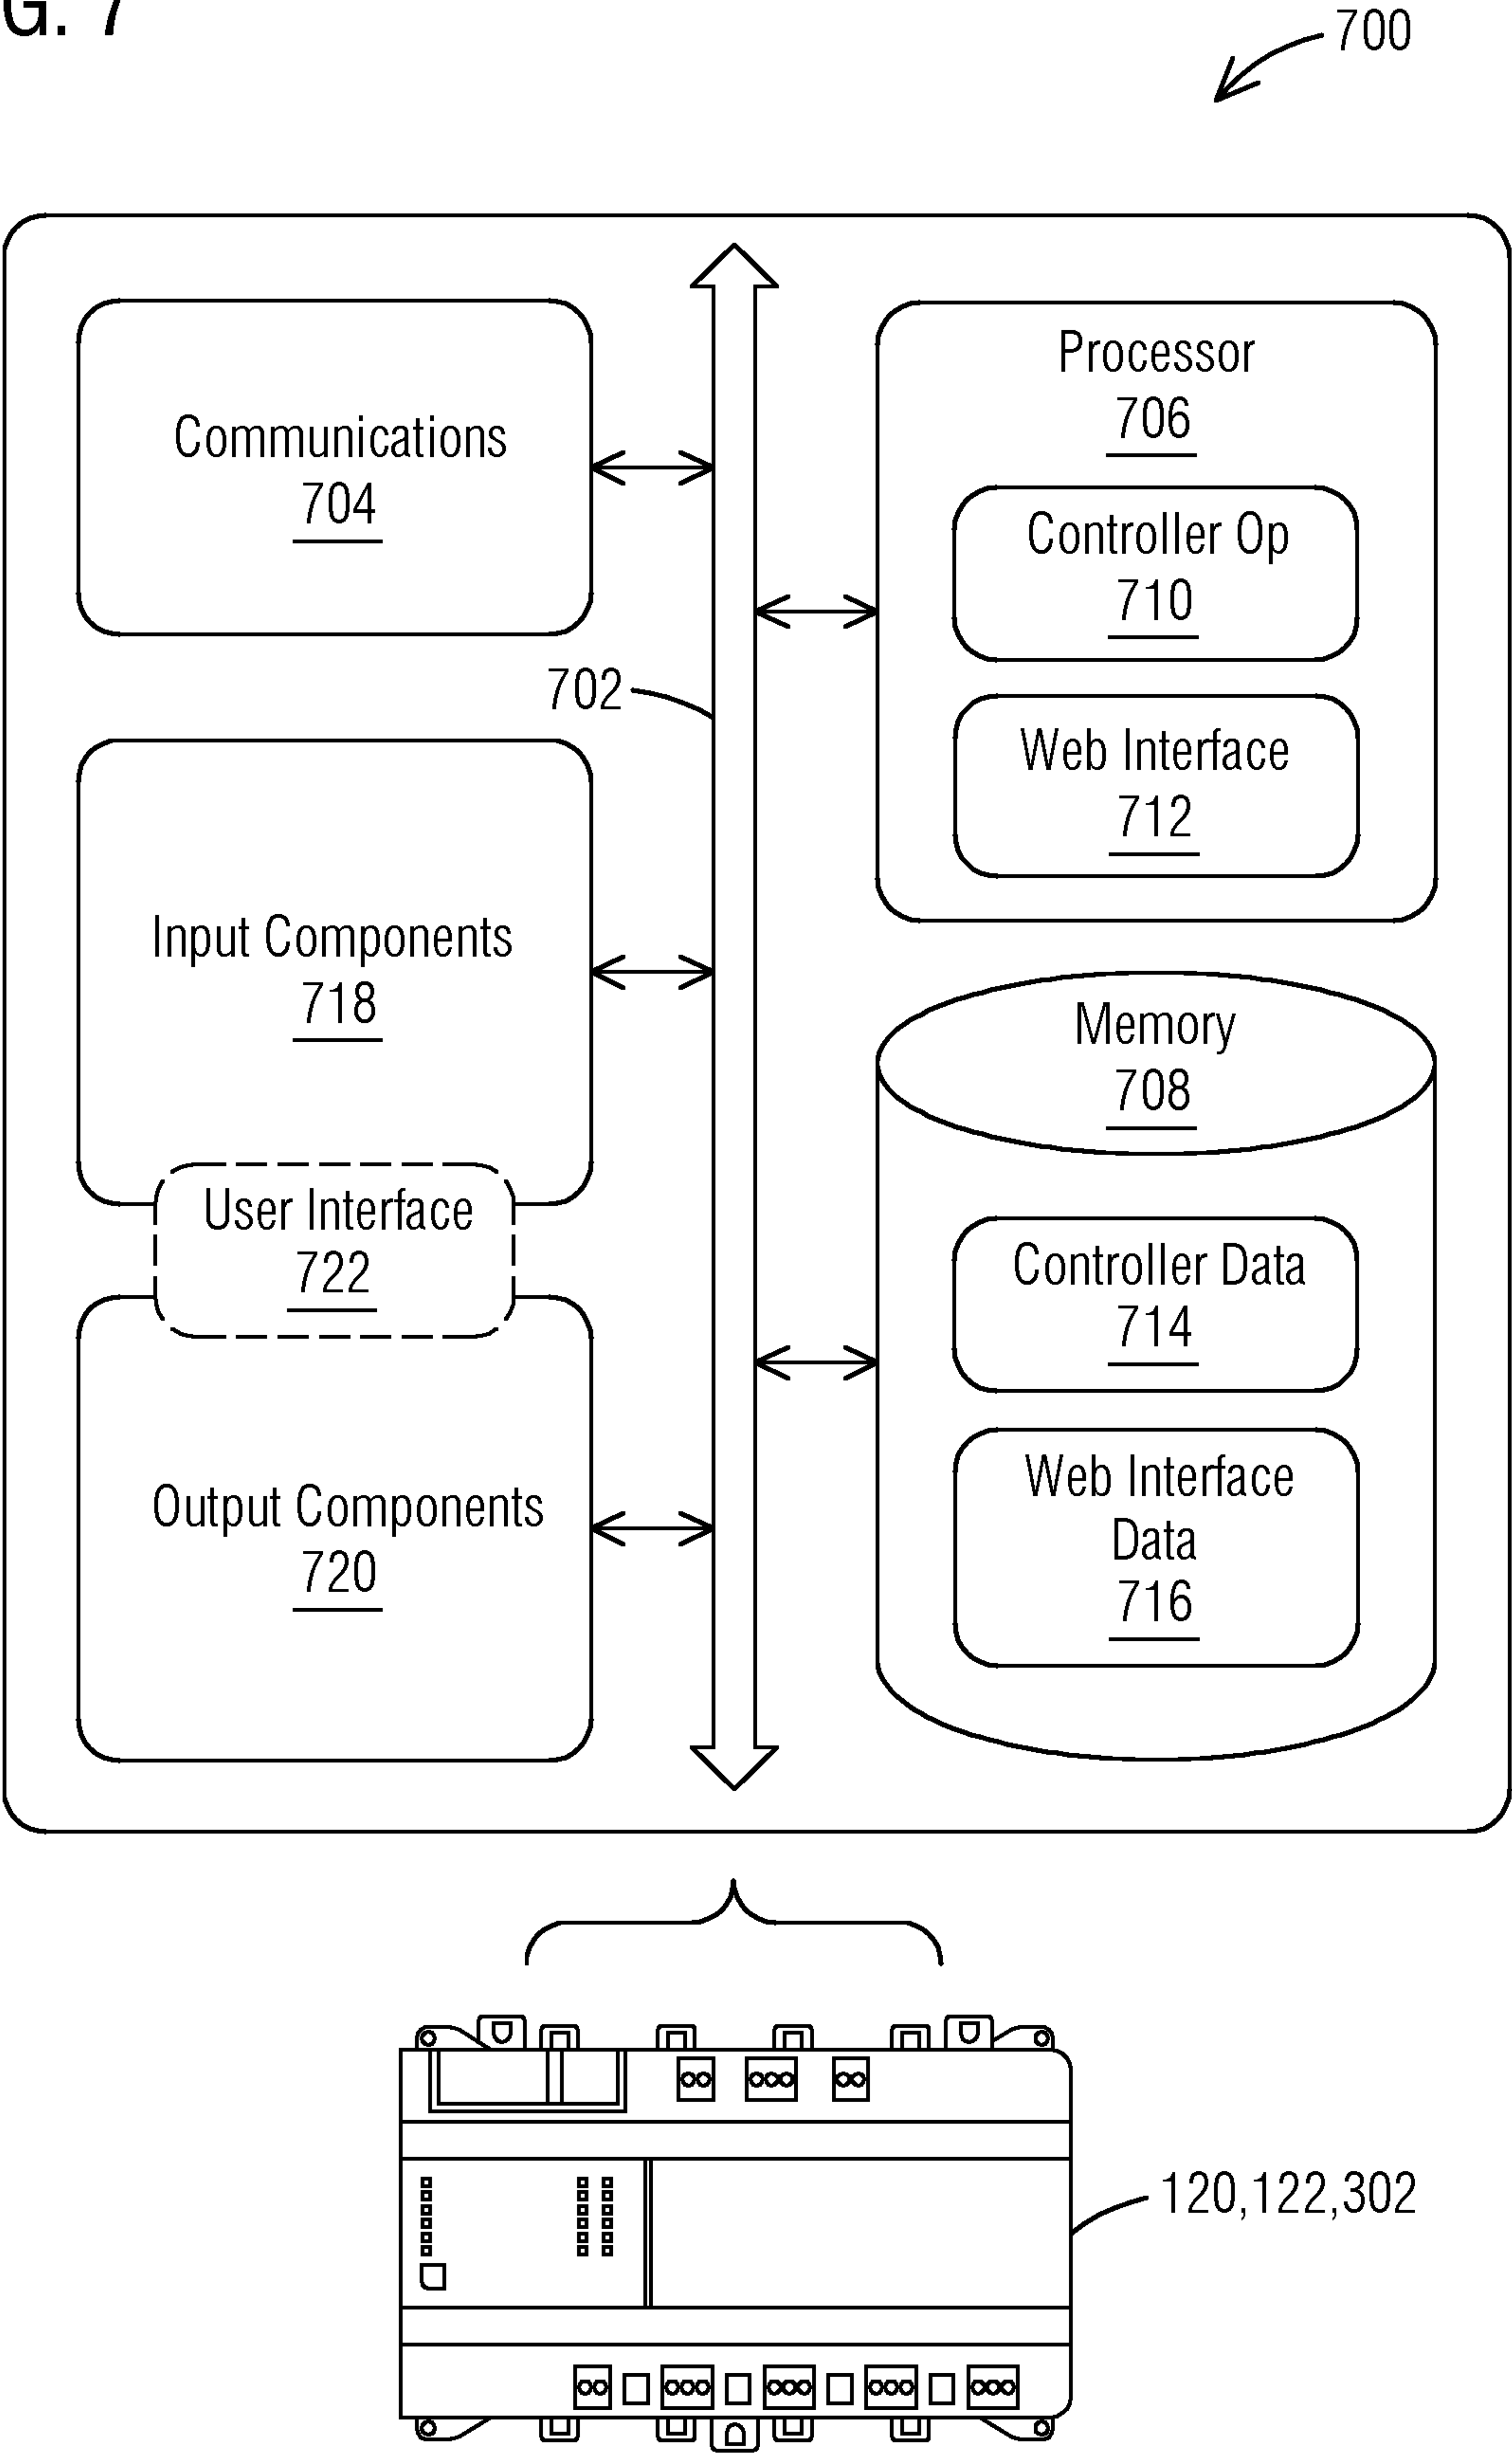 G. 7
700
Communications
704
Processor
706
Controller Op
710
702
Web Interface
712
Input Components
718
Memory
708
User Interface
722
Controller Data
714
Output Components
720
Web Interface
Data
716
120,122,302